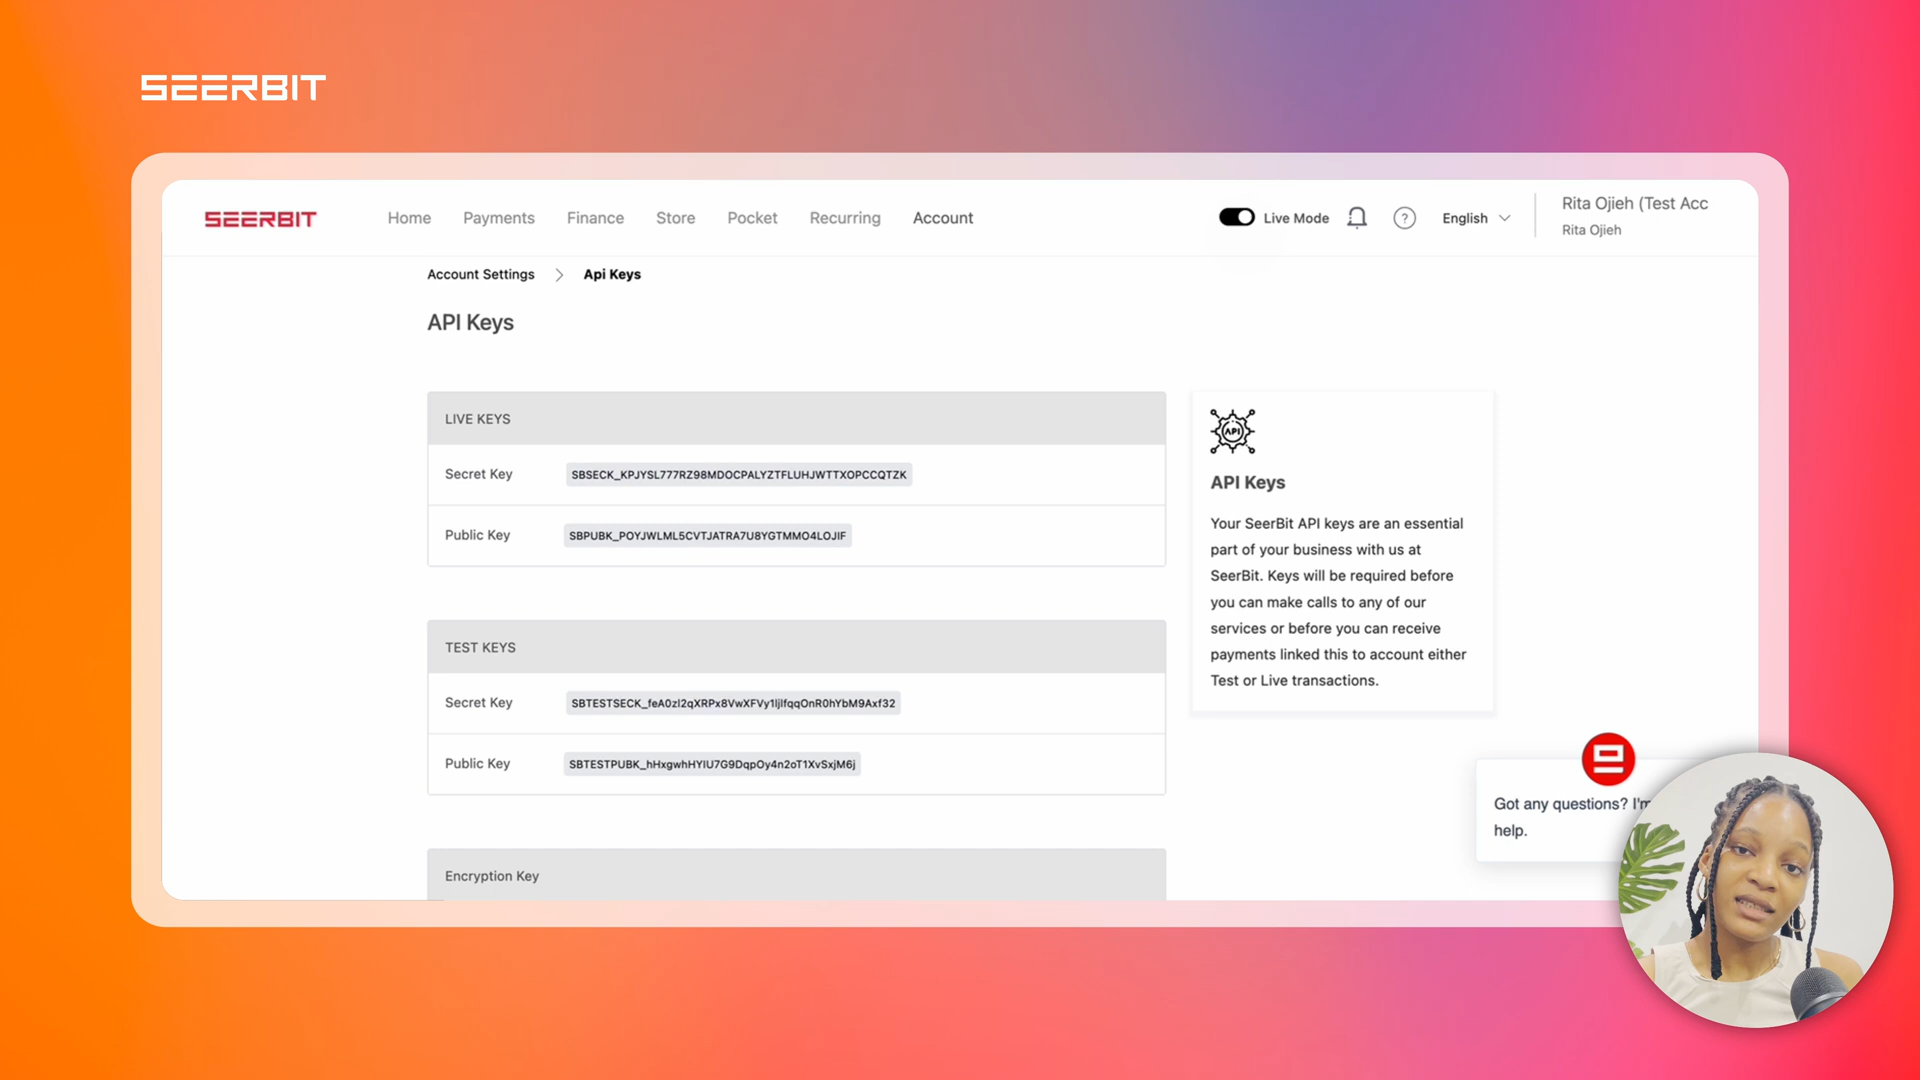 SEERBIT
SEERBIT
Home Payments Finance Store Pocket Recurring Account
Live Mode
?
English
Rita Ojieh (Test Acc
Rita Ojieh
Account Settings > Api Keys
API Keys
LIVE KEYS
Secret Key SBSECK_KPJYSL777RZ98MDOCPALYZTFLUHJWTTXOPCCQTZK
Public Key SBPUBK_POYJWLML5CVTJATRA7U8YGTMMO4LOJIF
TEST KEYS
Secret Key
Public Key
Encryption Key
API
API Keys
Your SeerBit API keys are an essential
part of your business with us at
SeerBit. Keys will be required before
you can make calls to any of our
services or before you can receive
payments linked this to account either
Test or Live transactions.
Got any questions? I'm
help.